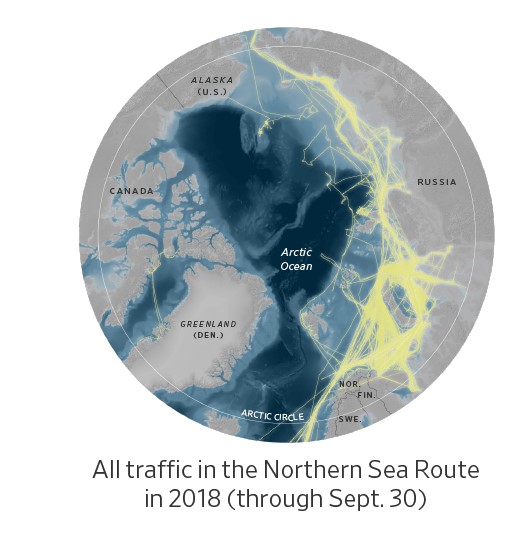 ALASKA
(U.S.)
CANADA
RUSSIA
Arctic
Ocean
GREENLAND
(DEN.)
NOR.
FIN.
ARCTIC CIRCLE
SWE.
All traffic in the Northern Sea Route
in 2018 (through Sept. 30)